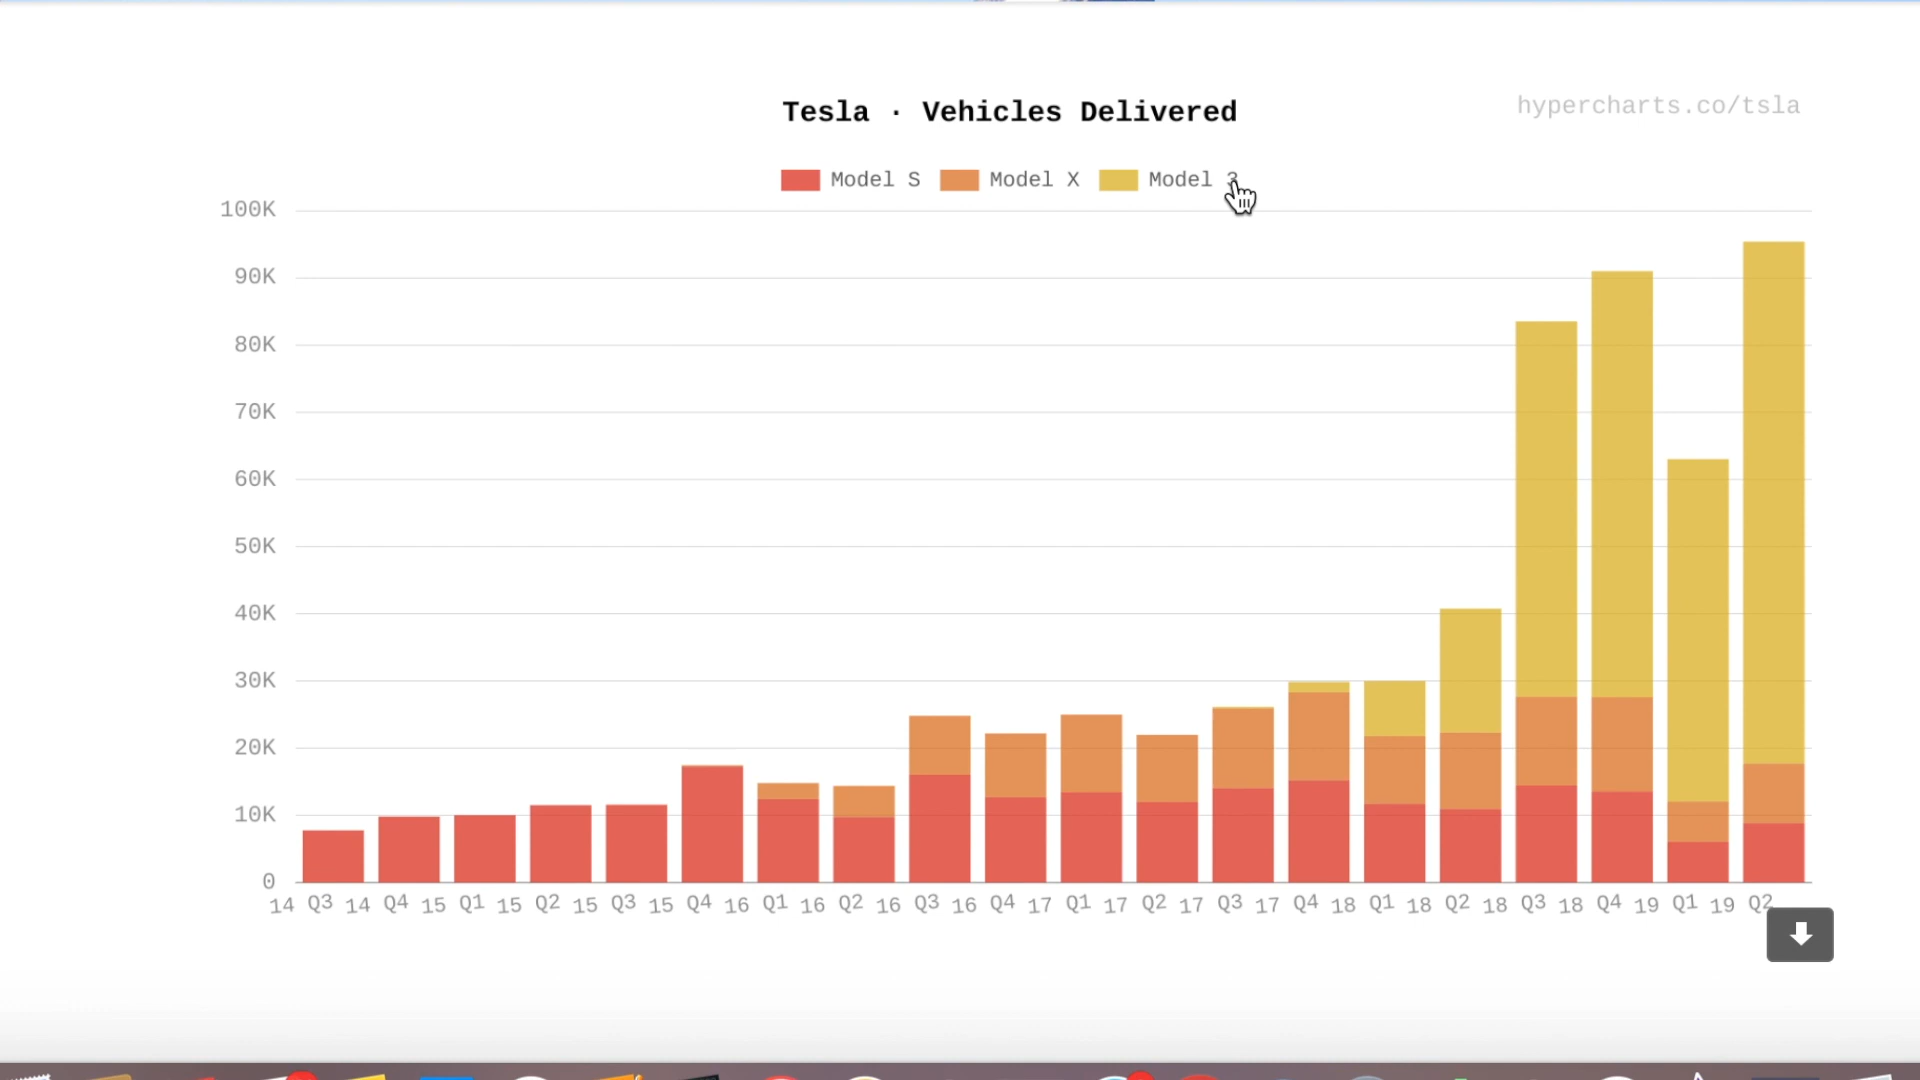 Tesla · Vehicles Delivered
hypercharts.co/tsla
Model S Model X Model 3
100K
90K
80K
70K
60K
50K
40K
30K
20K
10K
0
14 Q3 14 Q4 15 Q1 15 Q2 15 Q3 15 Q4 16 Q1 16 Q2 16 Q3 16 Q4 17 Q1 17 Q2 17 Q3 17 Q4 18 Q1 18 Q2 18 Q3 18 Q4 19 Q1 19 Q2